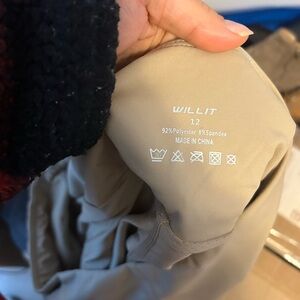 WILLIT
12
92%Polyester 8%Spandex
MADE IN CHINA